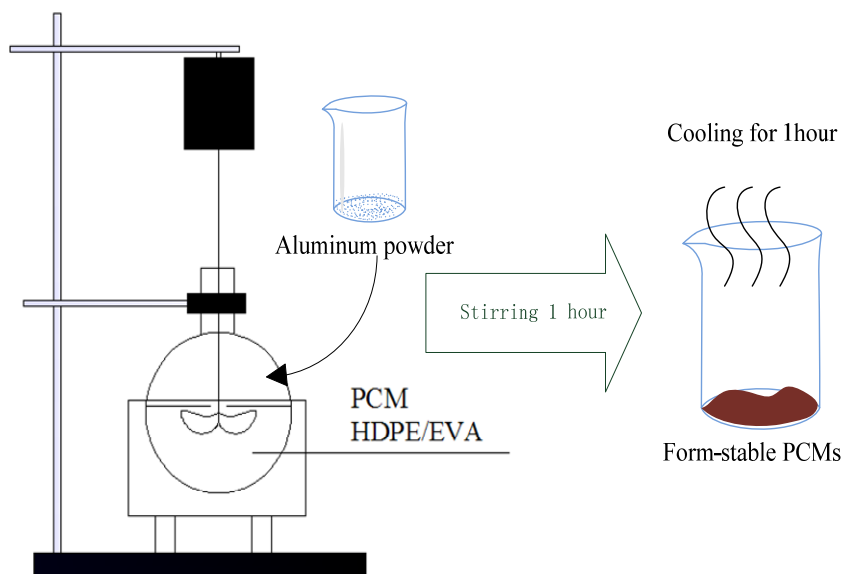 Aluminum powder
PCM
HDPE/EVA
Stirring 1 hour
Cooling for 1hour
Form-stable PCMs